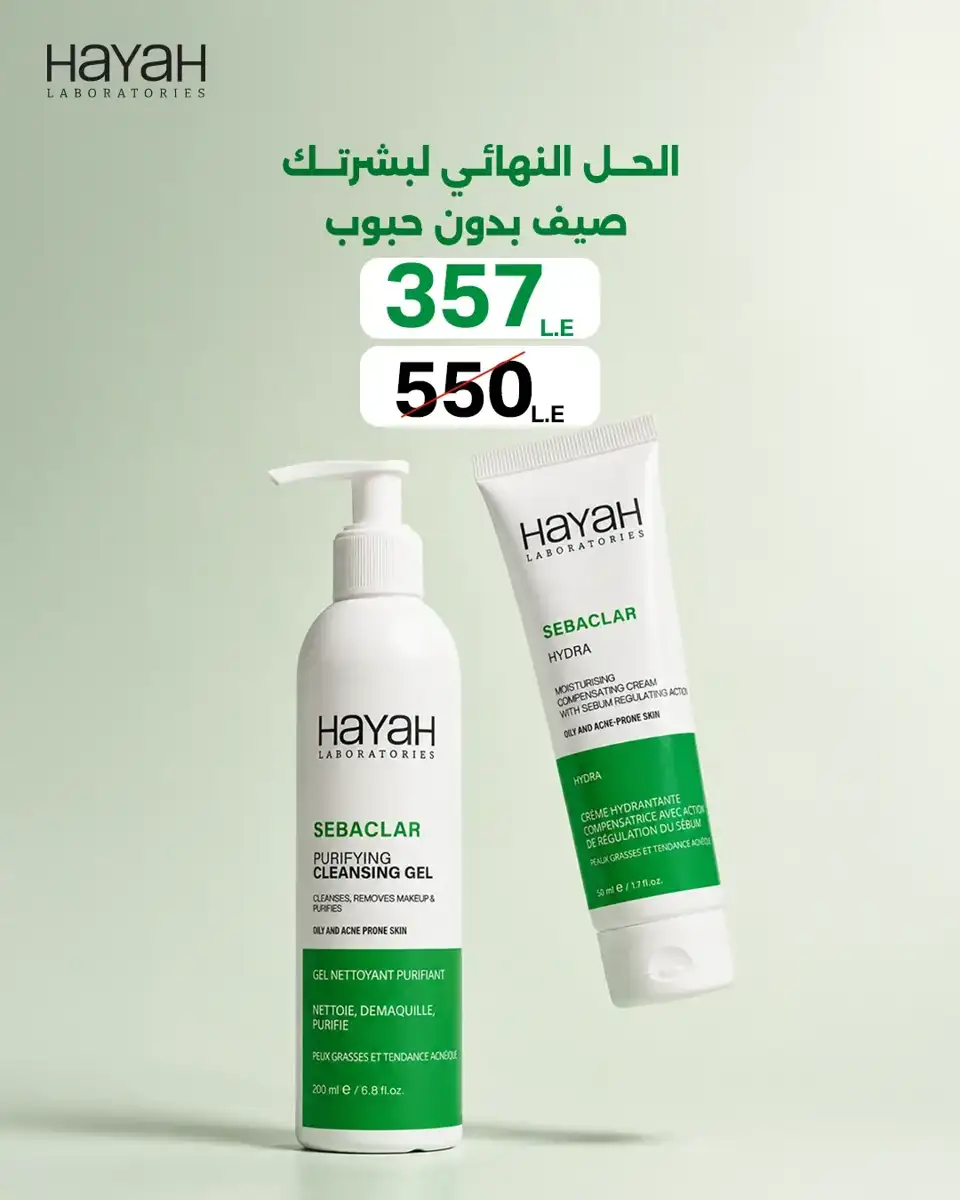 HAYAH
LABORATORIES
الحل النهائي لبشرتك
صيف بدون حبوب
357 L.E
550 L.E
HAYAH
LABORATORIES
SEBACLAR
HYDRA
MOISTURISING
COMPENSATING CREAM
WITH SEBUM REGULATING ACTION
OILY AND ACNE-PRONE SKIN
HYDRA
CRÈME HYDRANTANTE
COMPENSATRICE AVEC ACTION
DE RÉGULATION DU SÉBUM
PEAUX GRASSES ET TENDANCE ACNÉIQUE
50 ml e / 1.7 fl.oz.
HAYAH
LABORATORIES
SEBACLAR
PURIFYING
CLEANSING GEL
CLEANSES, REMOVES MAKEUP &
PURIFIES
OILY AND ACNE PRONE SKIN
GEL NETTOYANT PURIFIANT
NETTOIE, DEMAQUILLE,
PURIFIE
PEUX GRASSES ET TENDANCE ACNÉIQUE
200 ml e / 6.8 fl.oz.